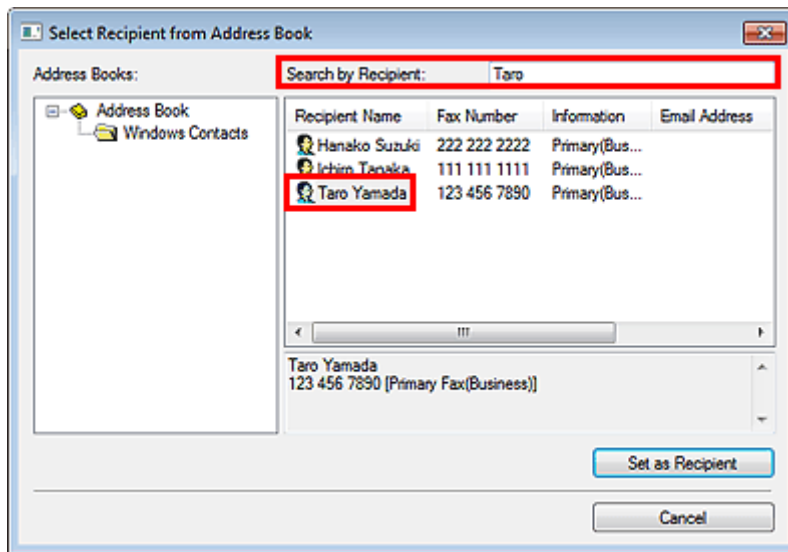 Select Recipient from Address Book
Address Books:
Search by Recipient: Taro
Address Book
Windows Contacts
Recipient Name Fax Number Information Email Address
Hanako Suzuki 222 222 2222 Primary(Bus...
Ichiro Tanaka 111 111 1111 Primary(Bus...
Taro Yamada 123 456 7890 Primary(Bus...
Taro Yamada
123 456 7890 [Primary Fax(Business)]
Set as Recipient
Cancel